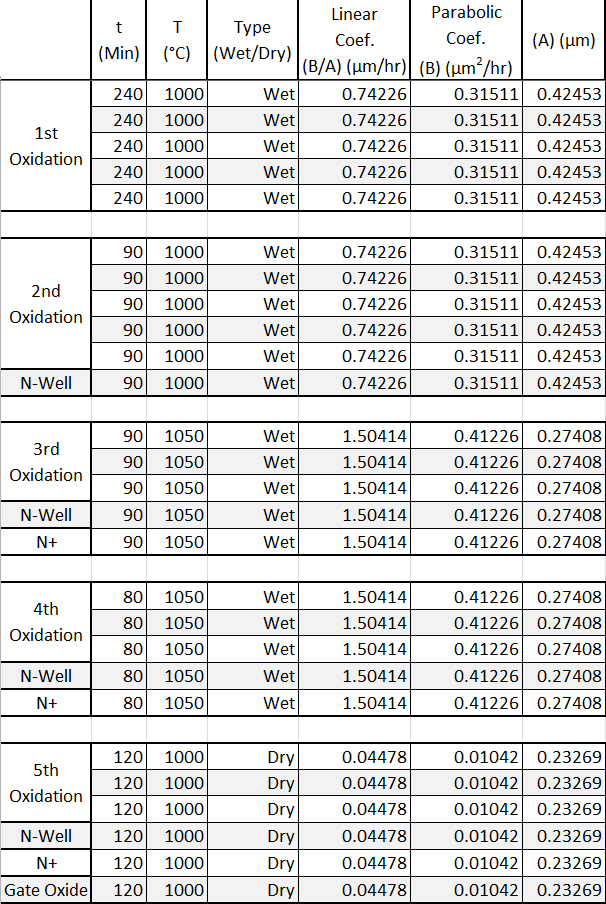 t (Min) T (°C) Type (Wet/Dry) Linear Coef. (B/A) (μm/hr) Parabolic Coef. (B) (μm²/hr) (A) (μm)
1st Oxidation
240 1000 Wet 0.74226 0.31511 0.42453
240 1000 Wet 0.74226 0.31511 0.42453
240 1000 Wet 0.74226 0.31511 0.42453
240 1000 Wet 0.74226 0.31511 0.42453
240 1000 Wet 0.74226 0.31511 0.42453
2nd Oxidation
90 1000 Wet 0.74226 0.31511 0.42453
90 1000 Wet 0.74226 0.31511 0.42453
90 1000 Wet 0.74226 0.31511 0.42453
90 1000 Wet 0.74226 0.31511 0.42453
90 1000 Wet 0.74226 0.31511 0.42453
N-Well 90 1000 Wet 0.74226 0.31511 0.42453
3rd Oxidation
90 1050 Wet 1.50414 0.41226 0.27408
90 1050 Wet 1.50414 0.41226 0.27408
90 1050 Wet 1.50414 0.41226 0.27408
N-Well 90 1050 Wet 1.50414 0.41226 0.27408
N+ 90 1050 Wet 1.50414 0.41226 0.27408
4th Oxidation
80 1050 Wet 1.50414 0.41226 0.27408
80 1050 Wet 1.50414 0.41226 0.27408
80 1050 Wet 1.50414 0.41226 0.27408
N-Well 80 1050 Wet 1.50414 0.41226 0.27408
N+ 80 1050 Wet 1.50414 0.41226 0.27408
5th Oxidation
120 1000 Dry 0.04478 0.01042 0.23269
120 1000 Dry 0.04478 0.01042 0.23269
120 1000 Dry 0.04478 0.01042 0.23269
N-Well 120 1000 Dry 0.04478 0.01042 0.23269
N+ 120 1000 Dry 0.04478 0.01042 0.23269
Gate Oxide 120 1000 Dry 0.04478 0.01042 0.23269